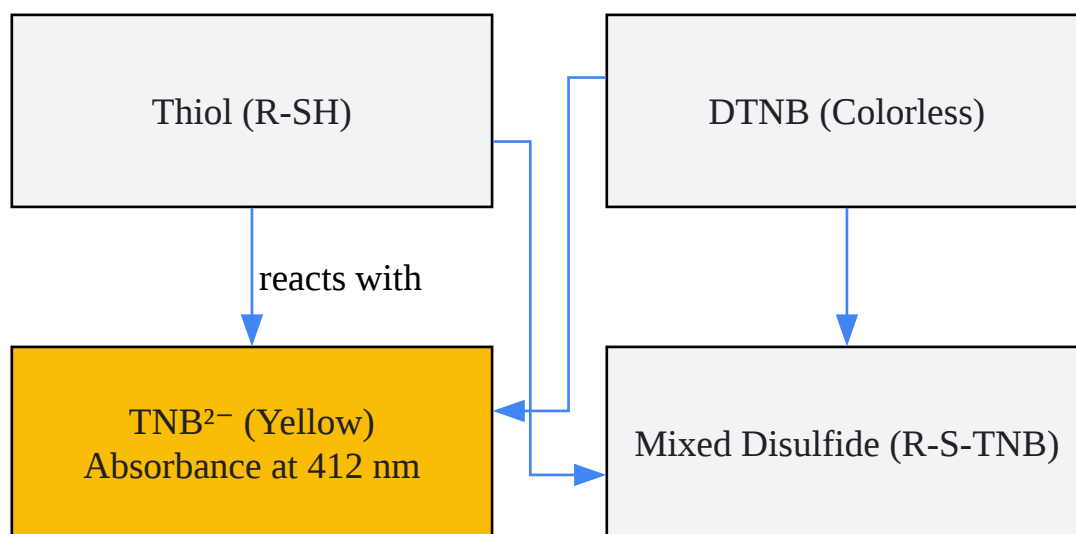 Thiol (R-SH)
DTNB (Colorless)
reacts with
TNB²⁻ (Yellow)
Absorbance at 412 nm
Mixed Disulfide (R-S-TNB)